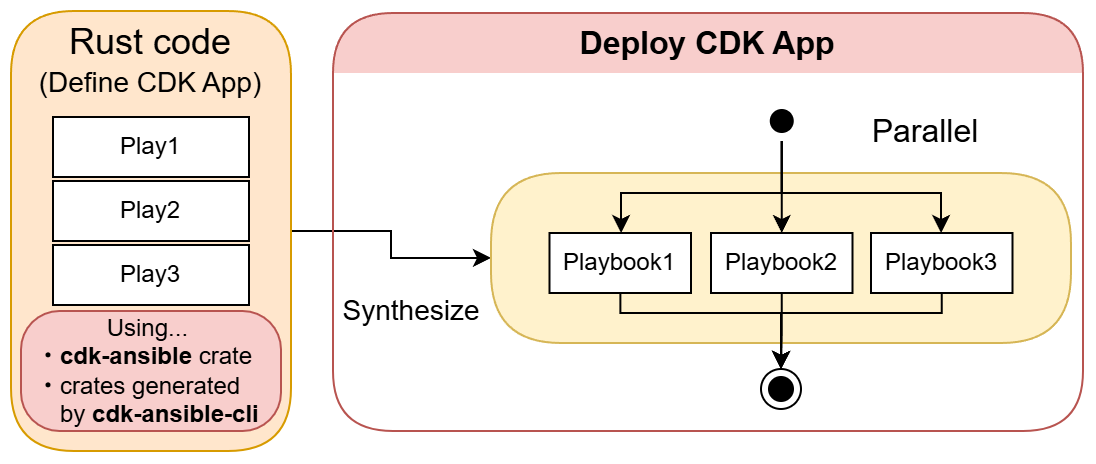 Rust code
(Define CDK App)
Play1
Play2
Play3
Using...
・cdk-ansible crate
・crates generated
by cdk-ansible-cli
Synthesize
Deploy CDK App
Parallel
Playbook1
Playbook2
Playbook3